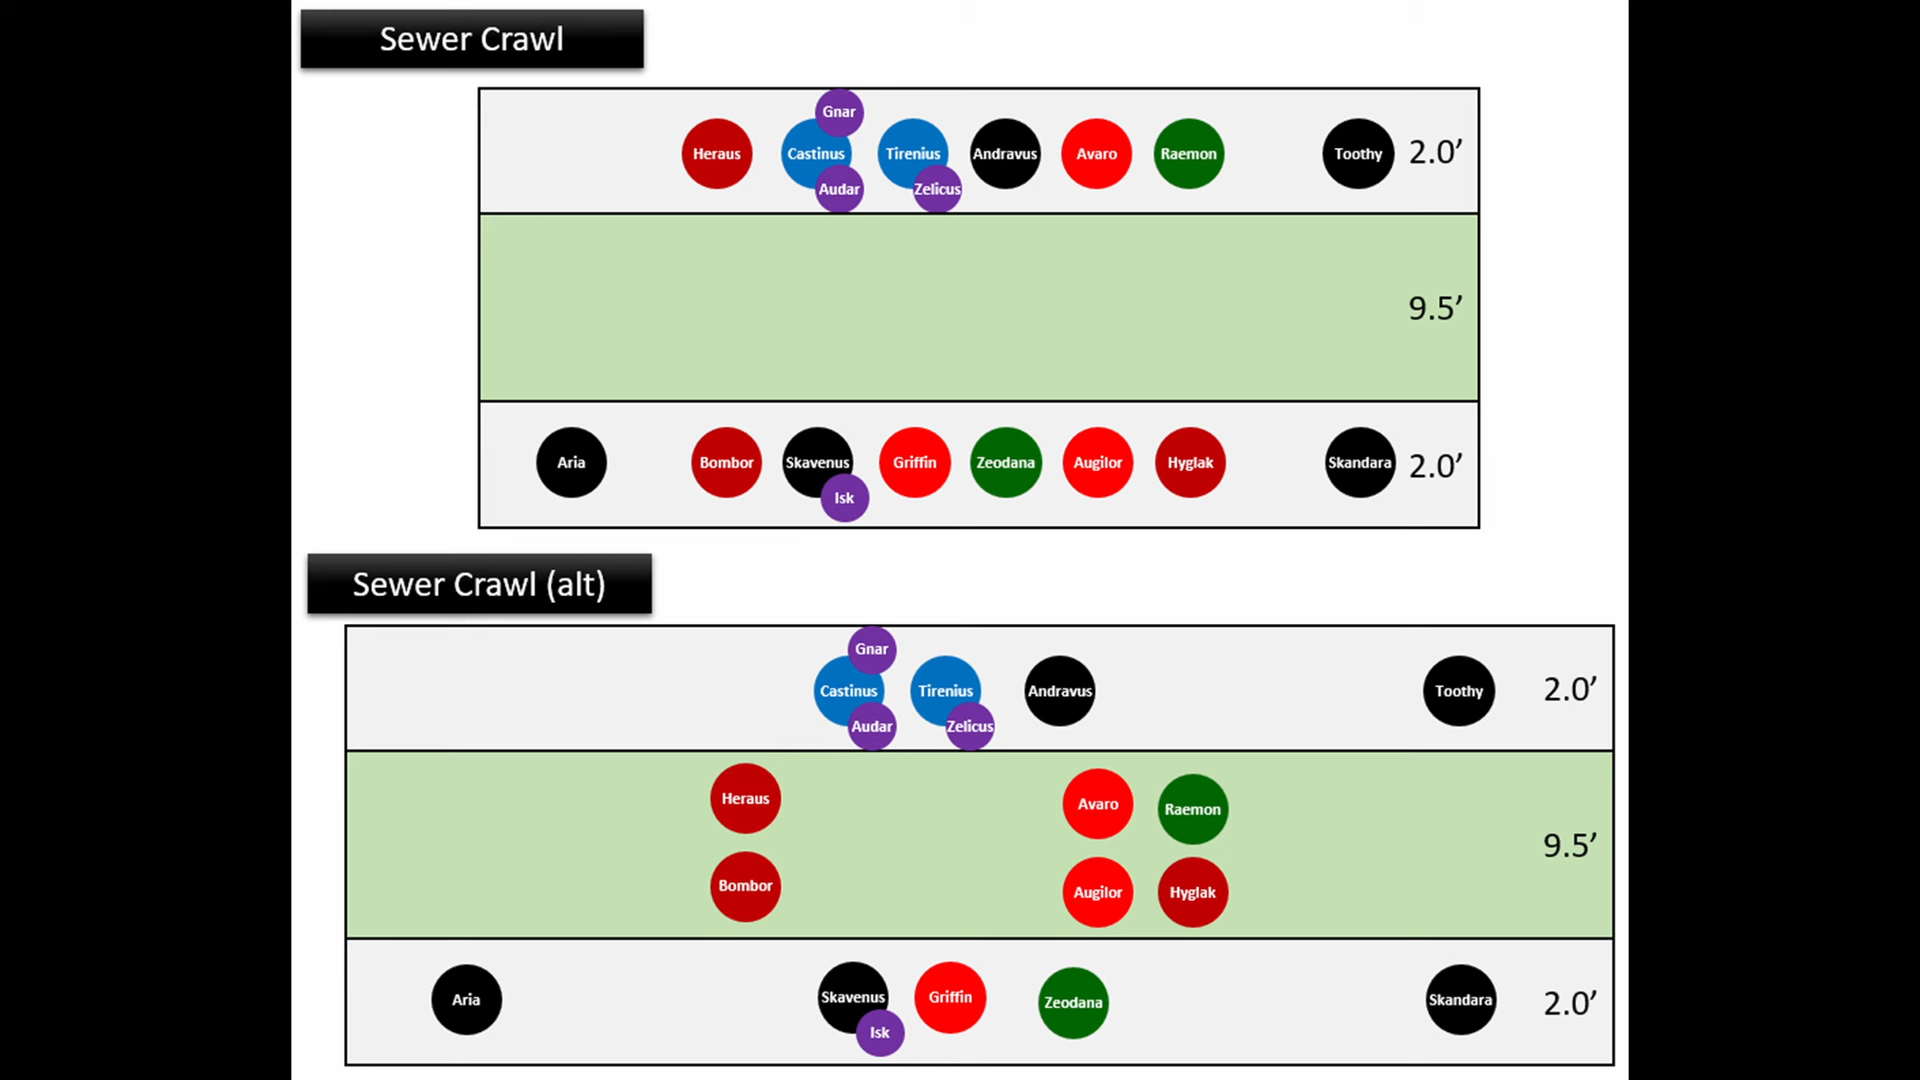 Sewer Crawl
Gnar
Heraus
Castinus
Tirenius
Andravus
Avaro
Raemon
Toothy
2.0’
Audar
Zelicus
9.5’
Aria
Bombor
Skavenus
Griffin
Zeodana
Augilor
Hyglak
Skandara
2.0’
Isk
Sewer Crawl (alt)
Gnar
Castinus
Tirenius
Andravus
Toothy
2.0’
Audar
Zelicus
Heraus
Avaro
Raemon
9.5’
Bombor
Augilor
Hyglak
Aria
Skavenus
Griffin
Zeodana
Skandara
2.0’
Isk